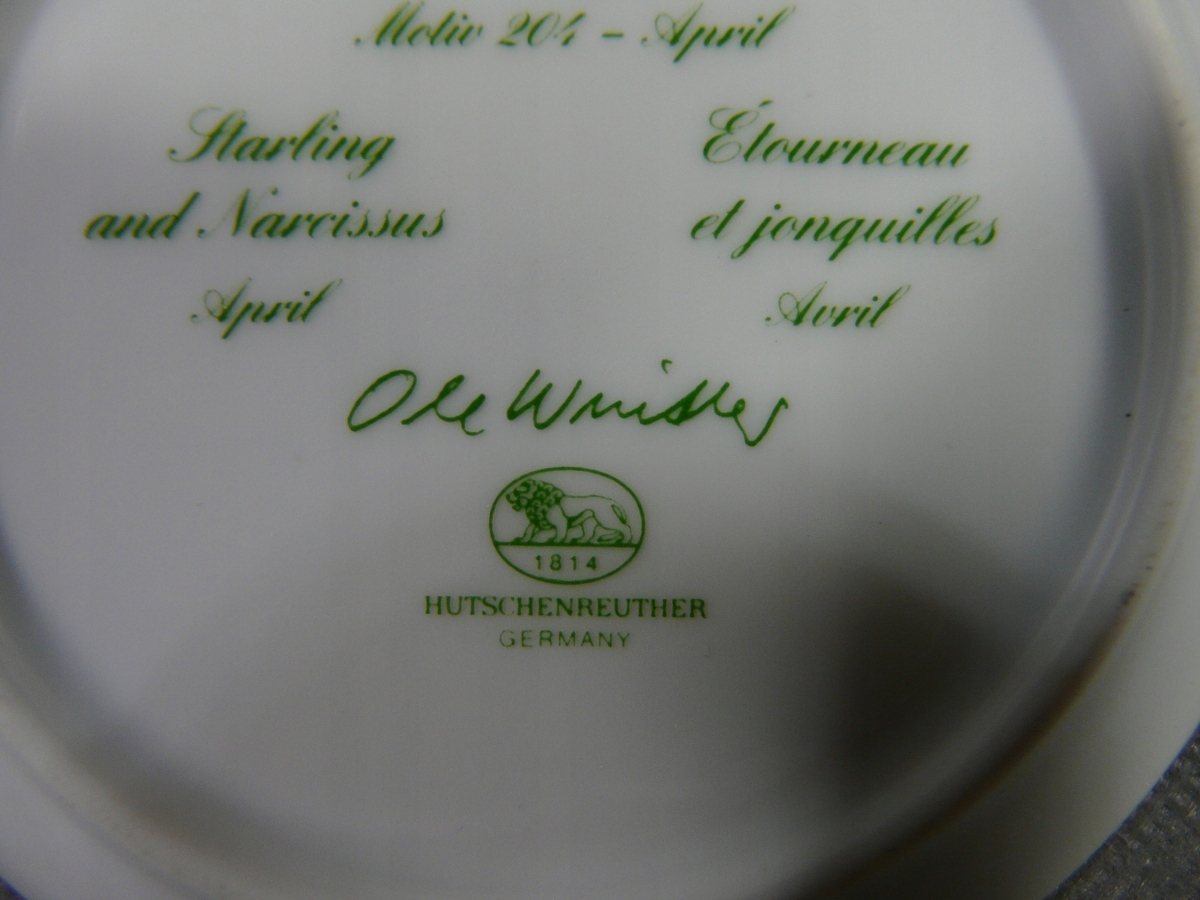 Motiv 204 – April
Starling
and Narcissus
April
Étourneau
et jonquilles
Avril
Ole Winther
1814
HUTSCHENREUTHER
GERMANY